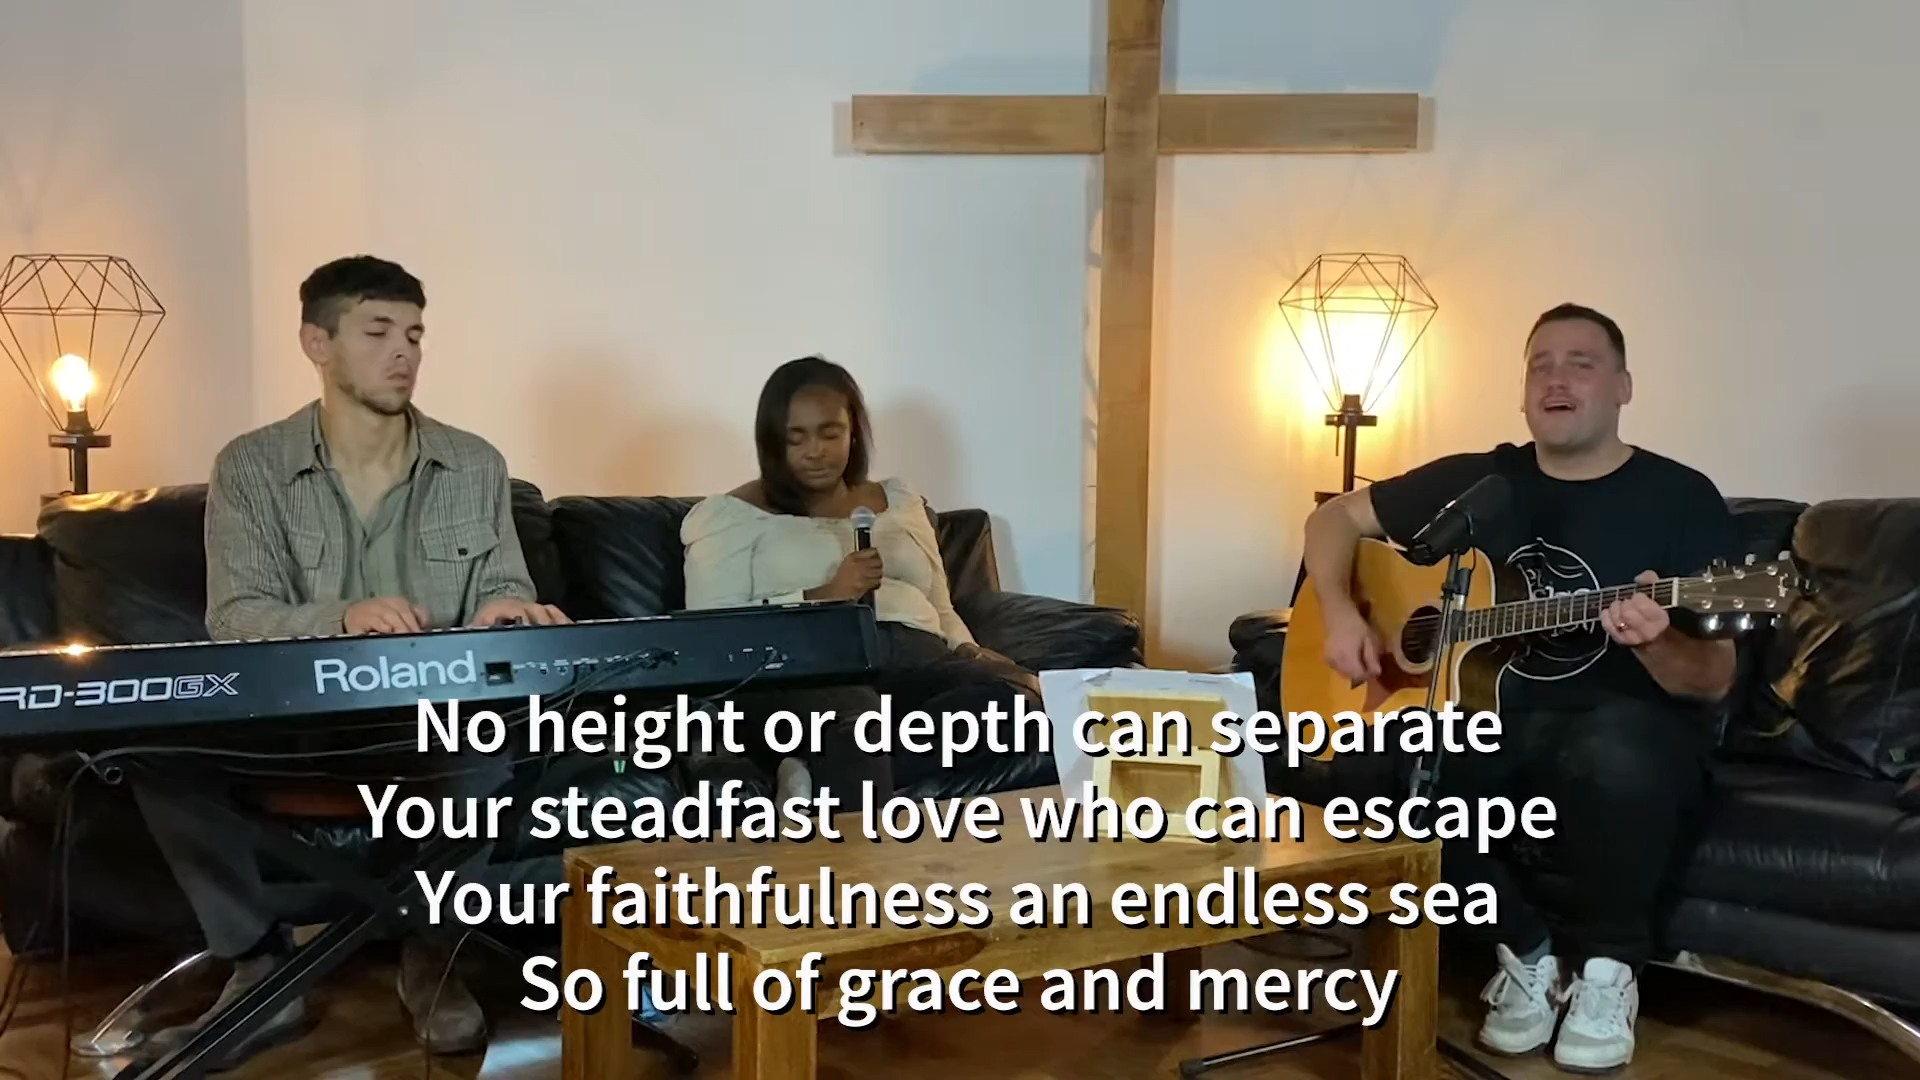 RD-300GX Roland
No height or depth can separate
Your steadfast love who can escape
Your faithfulness an endless sea
So full of grace and mercy